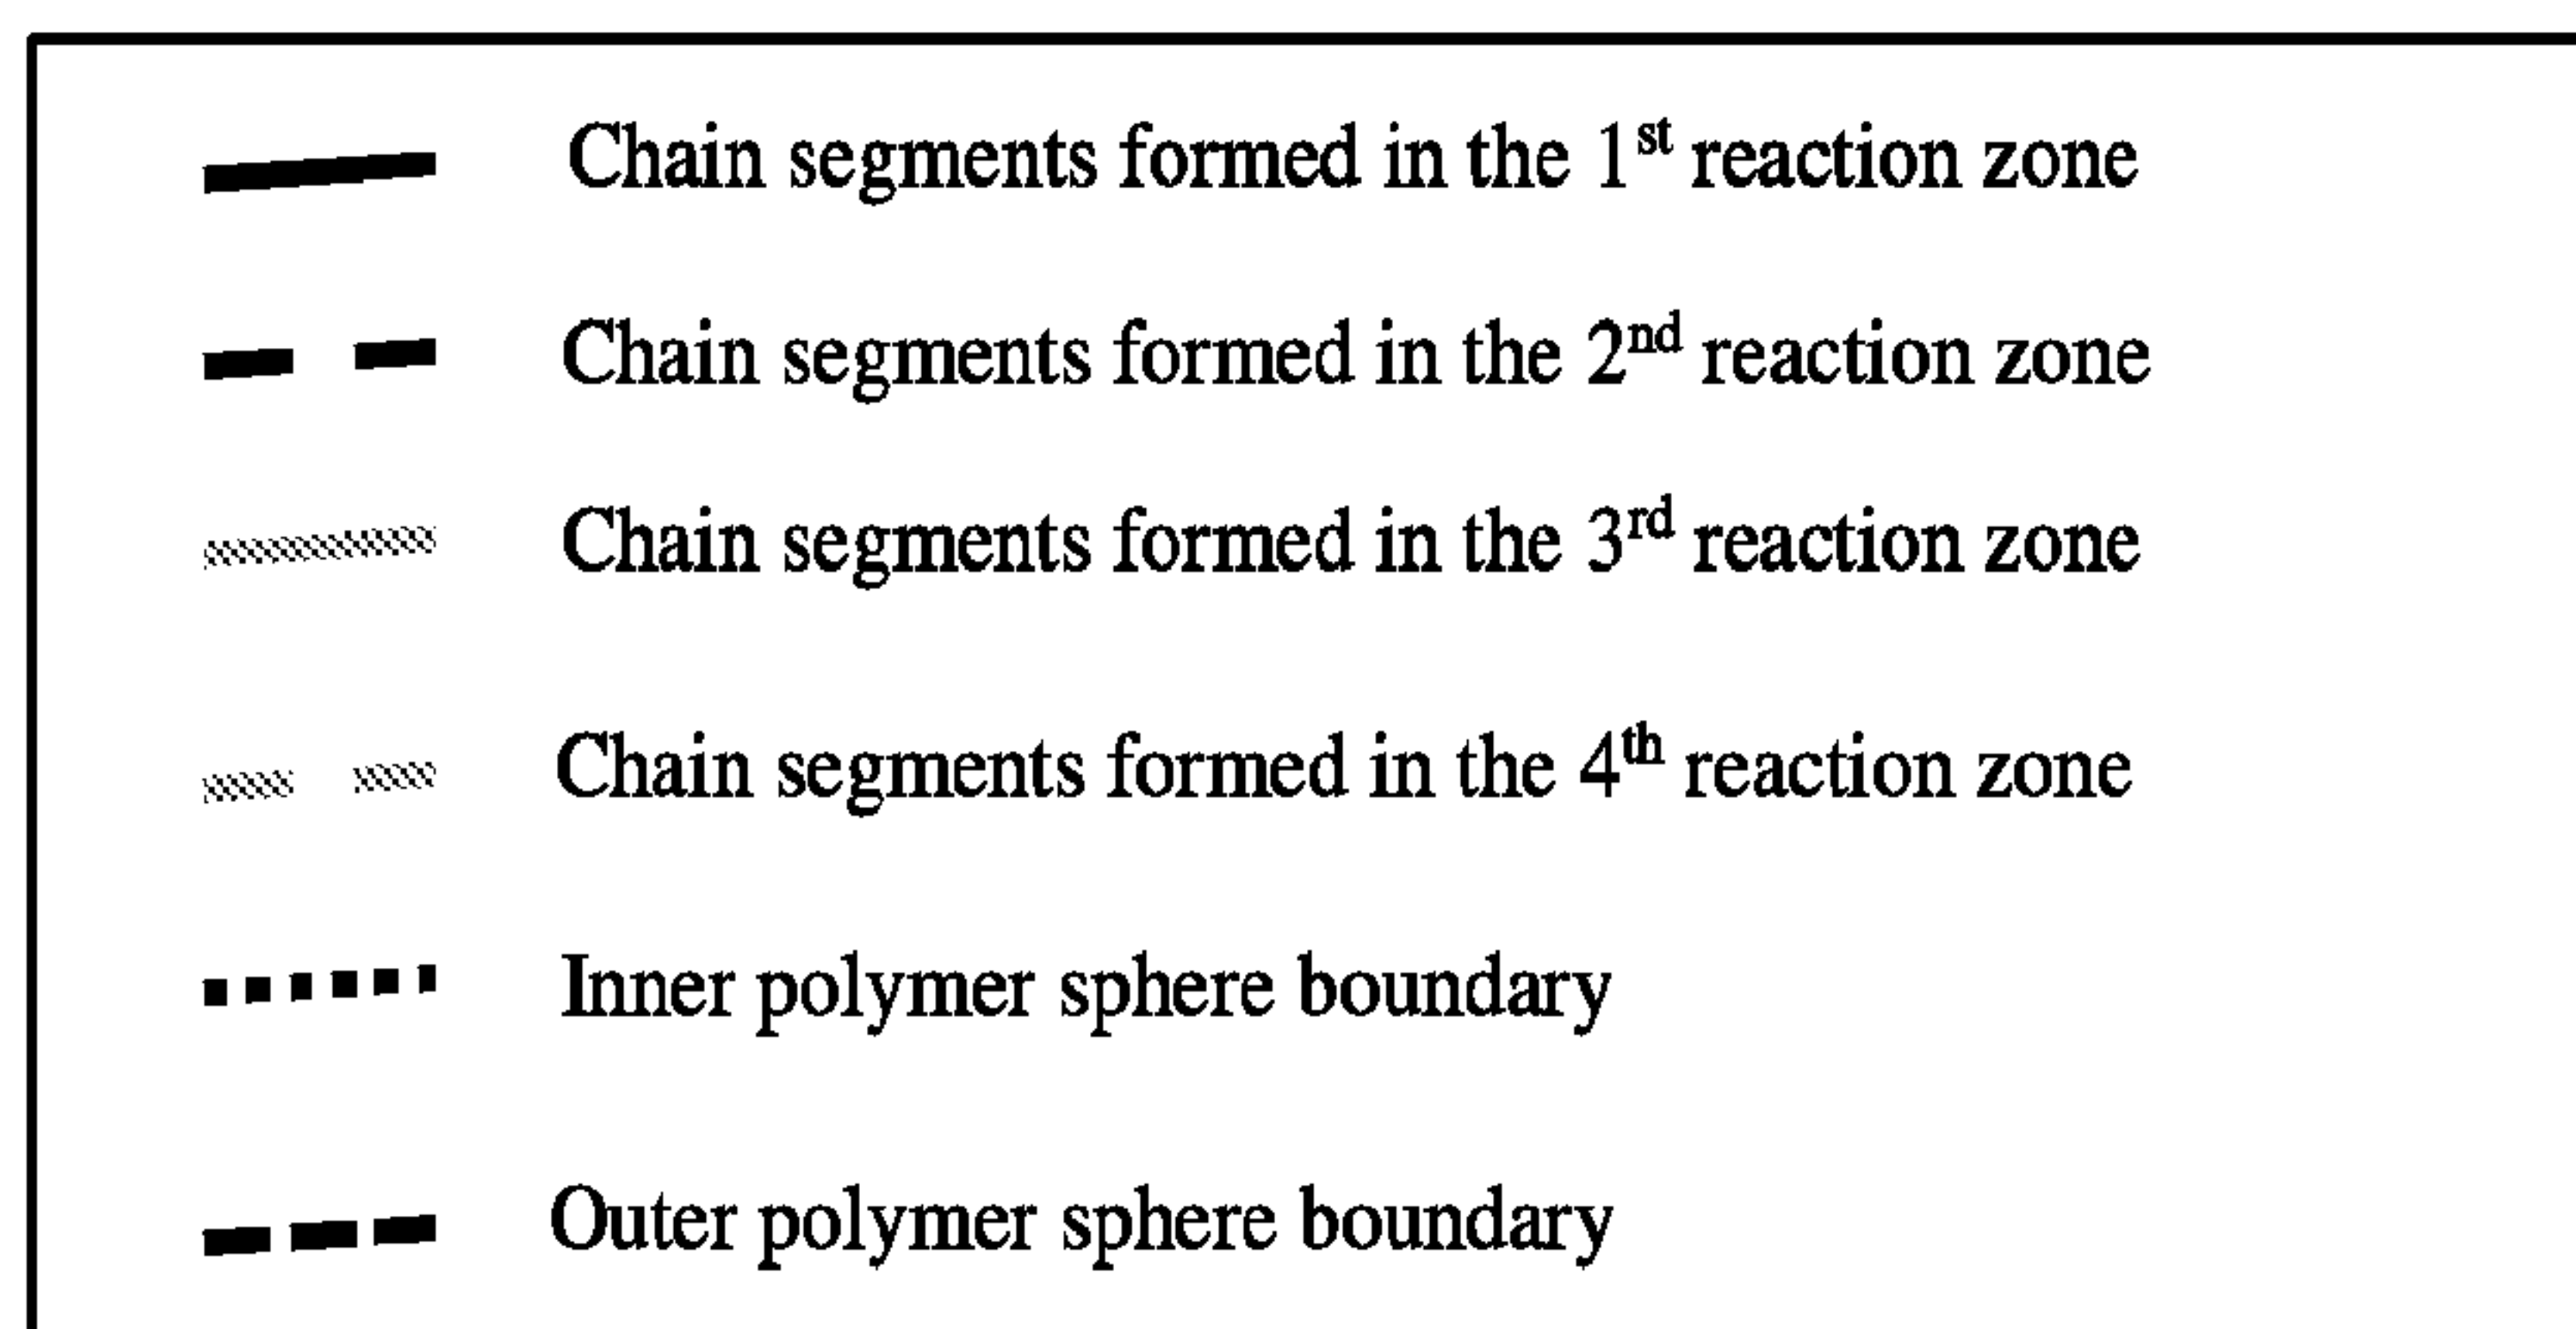 Chain segments formed in the 1st reaction zone
Chain segments formed in the 2nd reaction zone
Chain segments formed in the 3rd reaction zone
Chain segments formed in the 4th reaction zone
Inner polymer sphere boundary
Outer polymer sphere boundary